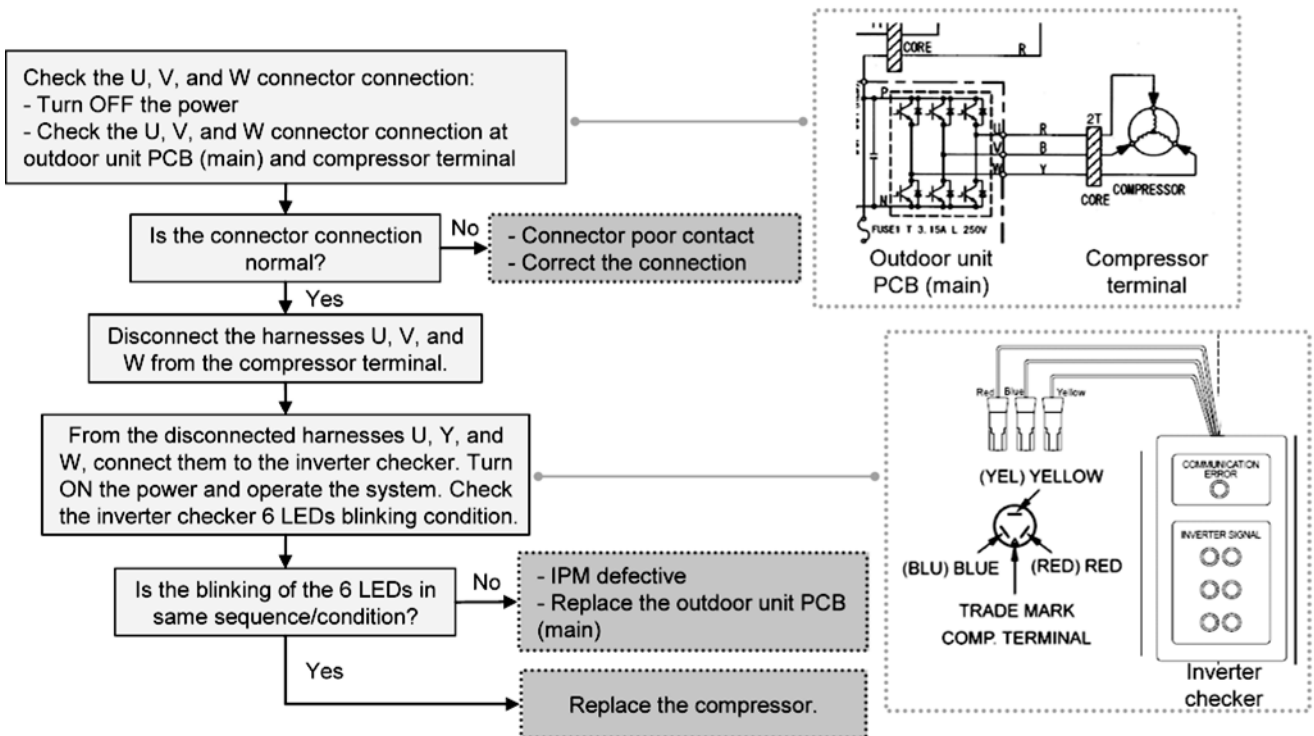 Check the U, V, and W connector connection:
- Turn OFF the power
- Check the U, V, and W connector connection at
outdoor unit PCB (main) and compressor terminal
Is the connector connection
normal?
No
- Connector poor contact
- Correct the connection
Yes
Disconnect the harnesses U, V, and
W from the compressor terminal.
From the disconnected harnesses U, Y, and
W, connect them to the inverter checker. Turn
ON the power and operate the system. Check
the inverter checker 6 LEDs blinking condition.
Is the blinking of the 6 LEDs in
same sequence/condition?
No
- IPM defective
- Replace the outdoor unit PCB
(main)
Yes
Replace the compressor.
CORE
R
P
U
R
2T
V
B
W
Y
N
CORE
COMPRESSOR
FUSE1 T 3.15A L 250V
Outdoor unit
PCB (main)
Compressor
terminal
Red
Blue
Yellow
(YEL) YELLOW
(BLU) BLUE
(RED) RED
TRADE MARK
COMP. TERMINAL
COMMUNICATION
ERROR
INVERTER SIGNAL
Inverter
checker